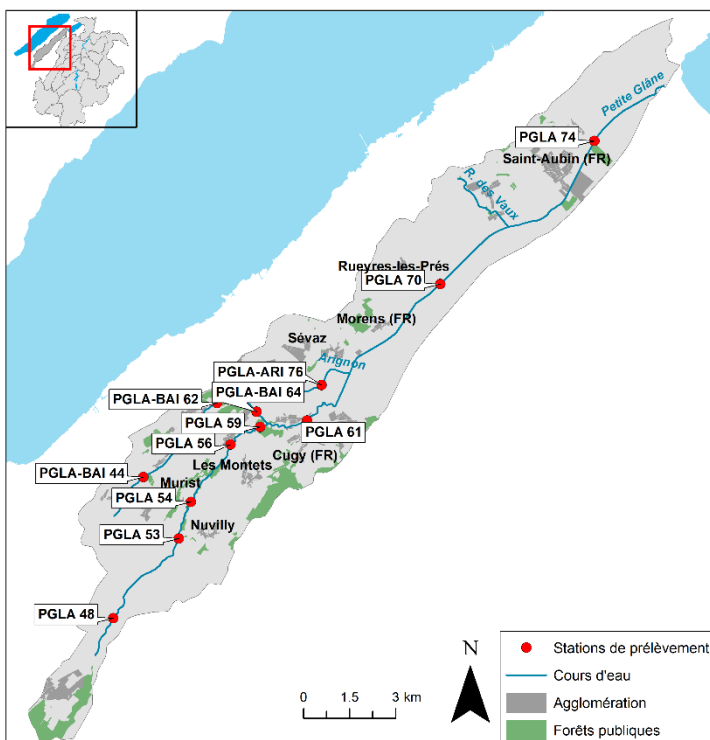 Petite Glâne
PGLA 74
Saint-Aubin (FR)
R. des Vaux
Rueyres-les-Prés
PGLA 70
Morens (FR)
Sévaz
Arignon
PGLA-ARI 76
PGLA-BAI 64
PGLA-BAI 62
PGLA 59
PGLA 61
PGLA 56
Cugy (FR)
Les Montets
PGLA-BAI 44
Murist
PGLA 54
Nuvilly
PGLA 53
PGLA 48
N
0 1.5 3 km
Stations de prélèvement
Cours d'eau
Agglomération
Forêts publiques